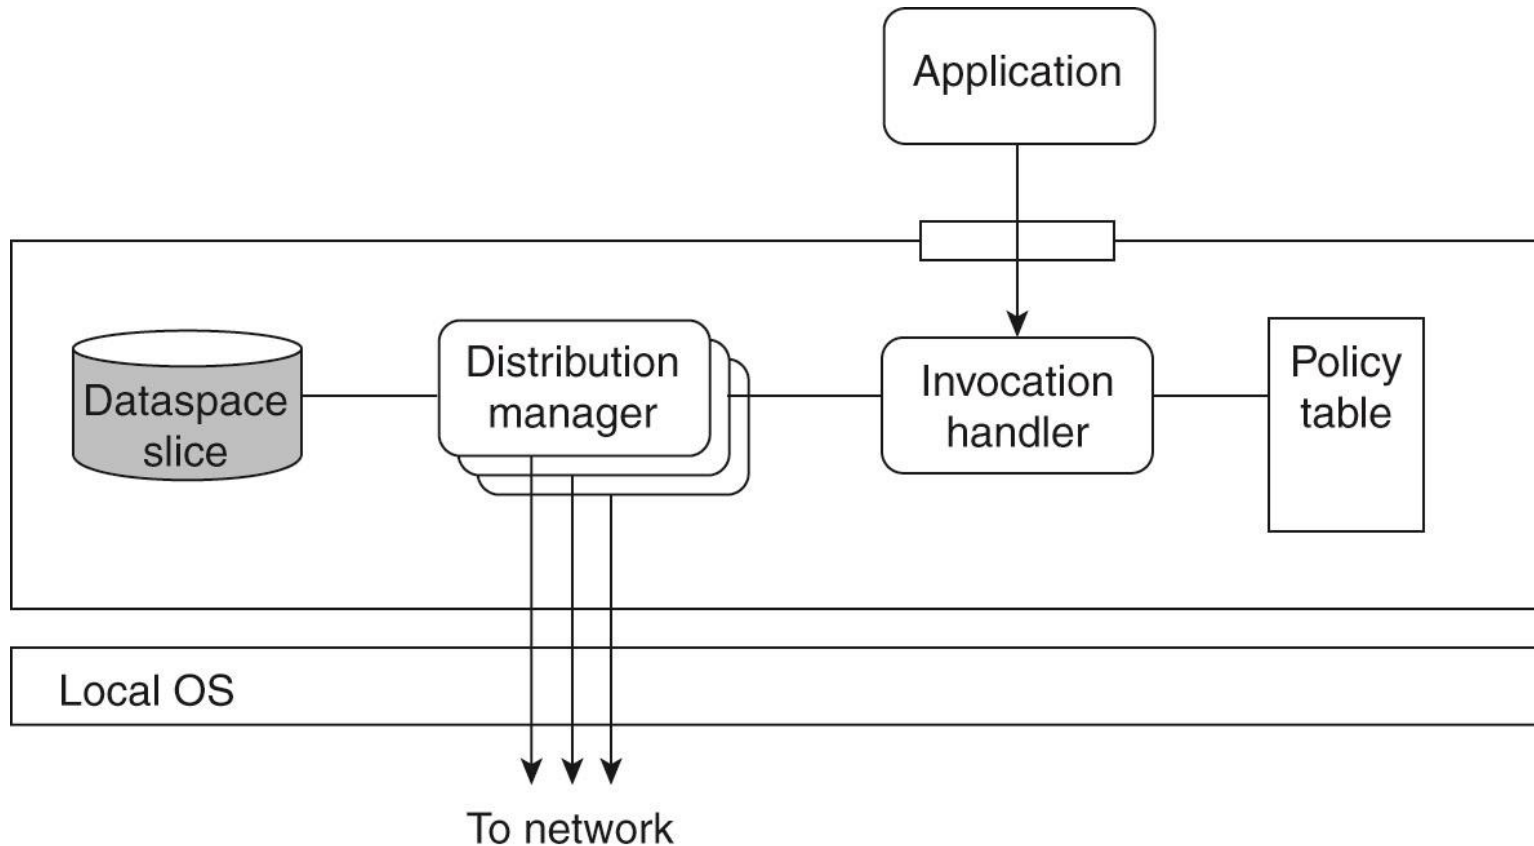 Application
Dataspace
slice
Distribution
manager
Invocation
handler
Policy
table
Local OS
To network